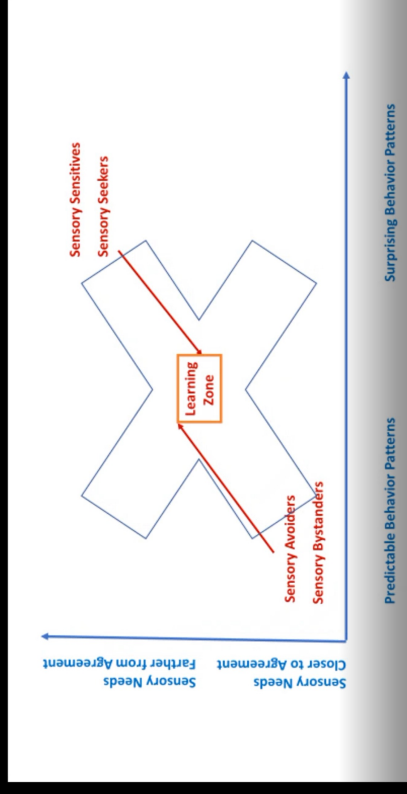 Sensory Sensitives
Sensory Seekers
Learning
Zone
Sensory Avoiders
Sensory Bystanders
Sensory Needs
Farther from Agreement
Sensory Needs
Closer to Agreement
Predictable Behavior Patterns
Surprising Behavior Patterns